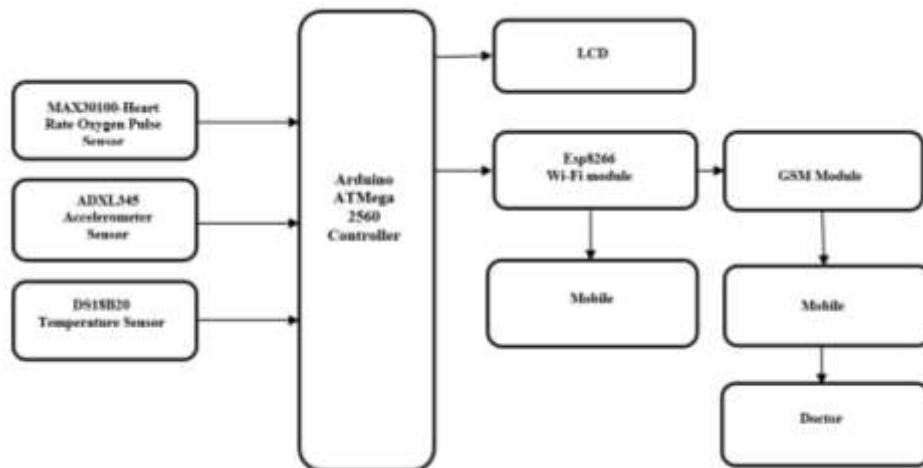 MAX30100-Heart
Rate Oxygen Pulse
Sensor
ADXL345
Accelerometer
Sensor
DS18B20
Temperature Sensor
Arduino
ATMega
2560
Controller
LCD
Esp8266
Wi-Fi module
GSM Module
Mobile
Mobile
Doctor